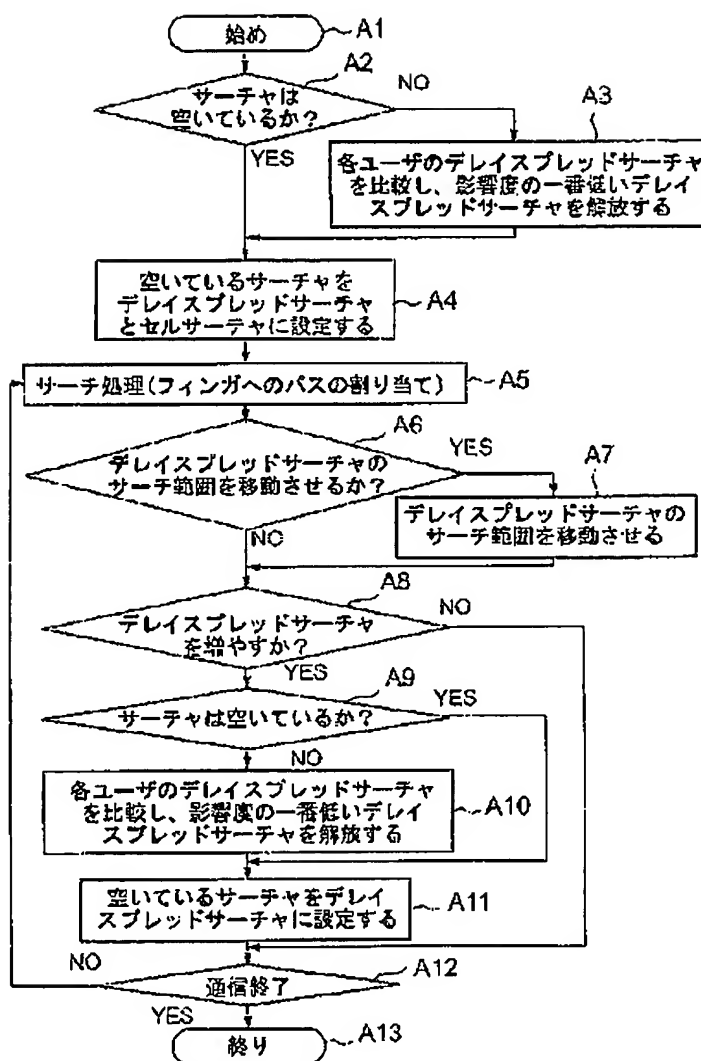 始め
A1
A2
サーチャは
空いているか?
NO
YES
A3
各ユーザのデレイスプレッドサーチャ
を比較し、影響度の一番低いデレイ
スプレッドサーチャを解放する
空いているサーチャを
デレイスプレッドサーチャ
とセルサーチャに設定する
A4
サーチ処理(フィンガへのパスの割り当て)
A5
A6
デレイスプレッドサーチャの
サーチ範囲を移動させるか?
YES
NO
A7
デレイスプレッドサーチャの
サーチ範囲を移動させる
A8
デレイスプレッドサーチャ
を増やすか?
NO
YES
A9
サーチャは空いているか?
YES
NO
各ユーザのデレイスプレッドサーチャ
を比較し、影響度の一番低いデレイ
スプレッドサーチャを解放する
A10
空いているサーチャをデレイ
スプレッドサーチャに設定する
A11
NO
通信終了
A12
YES
終り
A13